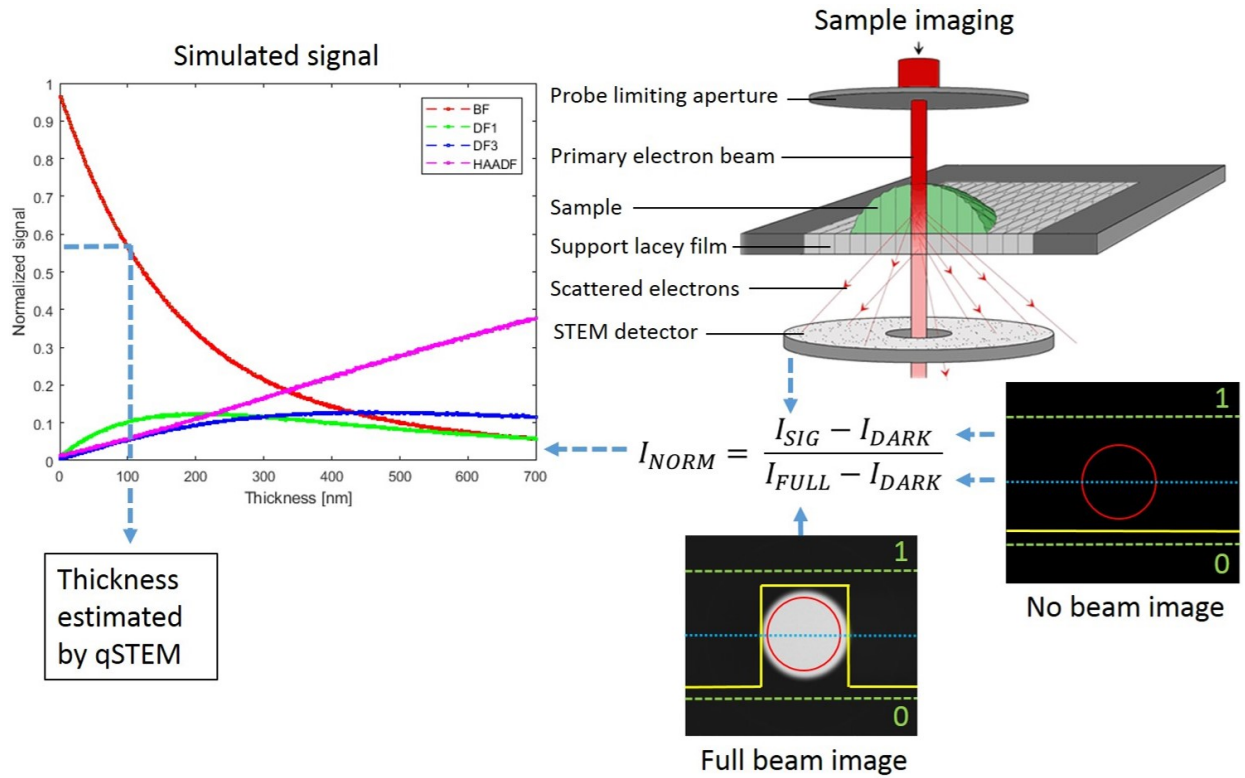 Simulated signal
1
0.9
0.8
0.7
0.6
0.5
0.4
0.3
0.2
0.1
0
Normalized signal
BF
DF1
DF3
HAADF
0 100 200 300 400 500 600 700
Thickness [nm]
Thickness
estimated
by qSTEM
Sample imaging
Probe limiting aperture
Primary electron beam
Sample
Support lacey film
Scattered electrons
STEM detector
I_NORM = (I_SIG − I_DARK) / (I_FULL − I_DARK)
1
0
No beam image
1
0
Full beam image